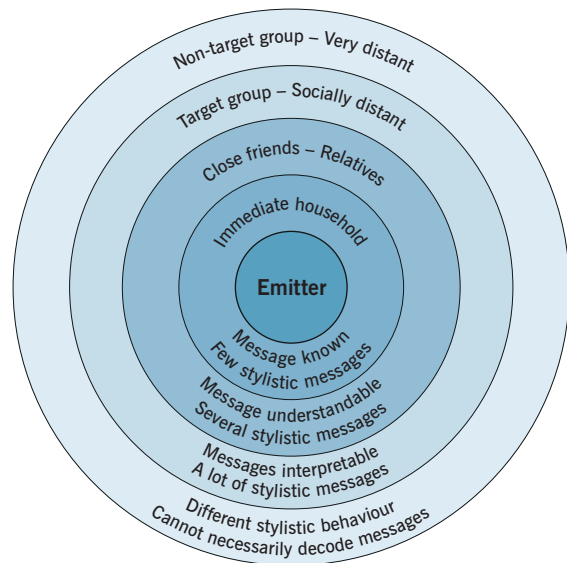 Non-target group – Very distant
Target group – Socially distant
Close friends – Relatives
Immediate household
Emitter
Message known
Few stylistic messages
Message understandable
Several stylistic messages
Messages interpretable
A lot of stylistic messages
Different stylistic behaviour
Cannot necessarily decode messages